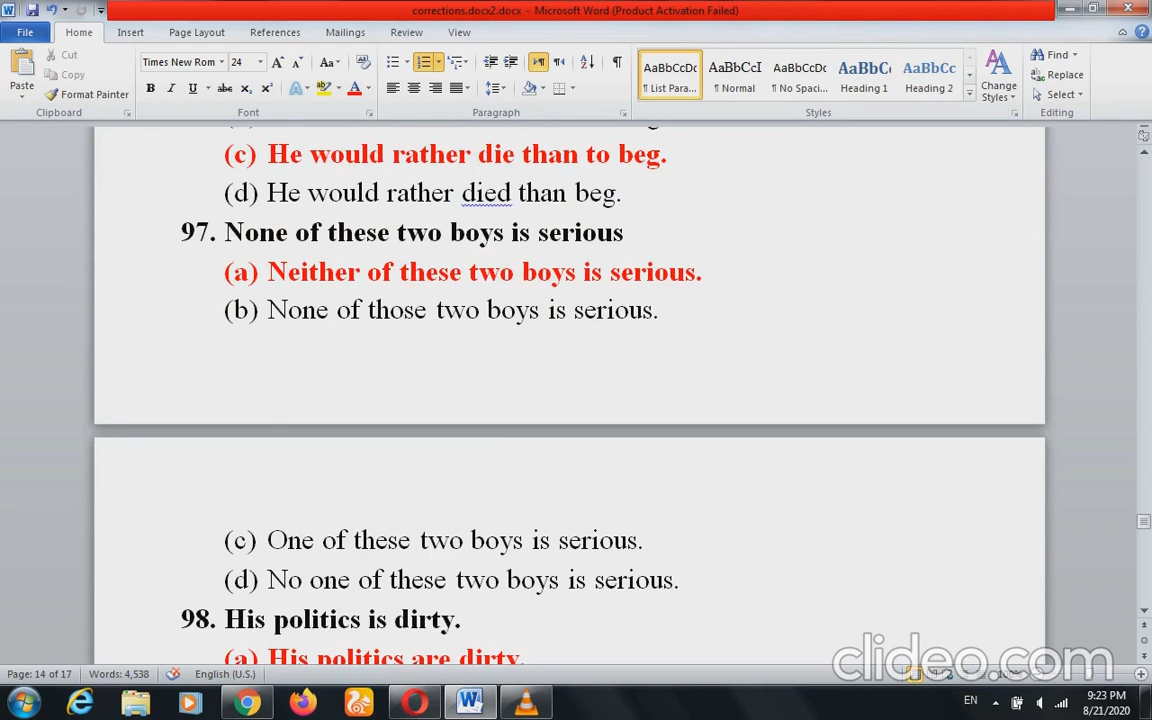 corrections.docx2.docx - Microsoft Word (Product Activation Failed)
File Home Insert Page Layout References Mailings Review View
Cut
Copy
Format Painter
Paste
Clipboard
Times New Rom 24
Font
Paragraph
AaBbCcDc AaBbCcI AaBbCcDc AaBbC AaBbCc
¶ List Para... ¶ Normal ¶ No Spaci... Heading 1 Heading 2
Styles
Change
Styles
Find
Replace
Select
Editing
(c) He would rather die than to beg.
(d) He would rather died than beg.
97. None of these two boys is serious
(a) Neither of these two boys is serious.
(b) None of those two boys is serious.
(c) One of these two boys is serious.
(d) No one of these two boys is serious.
98. His politics is dirty.
(a) His politics are dirty.
clideo.com
Page: 14 of 17 Words: 4,538 English (U.S.)
EN
9:23 PM
8/21/2020